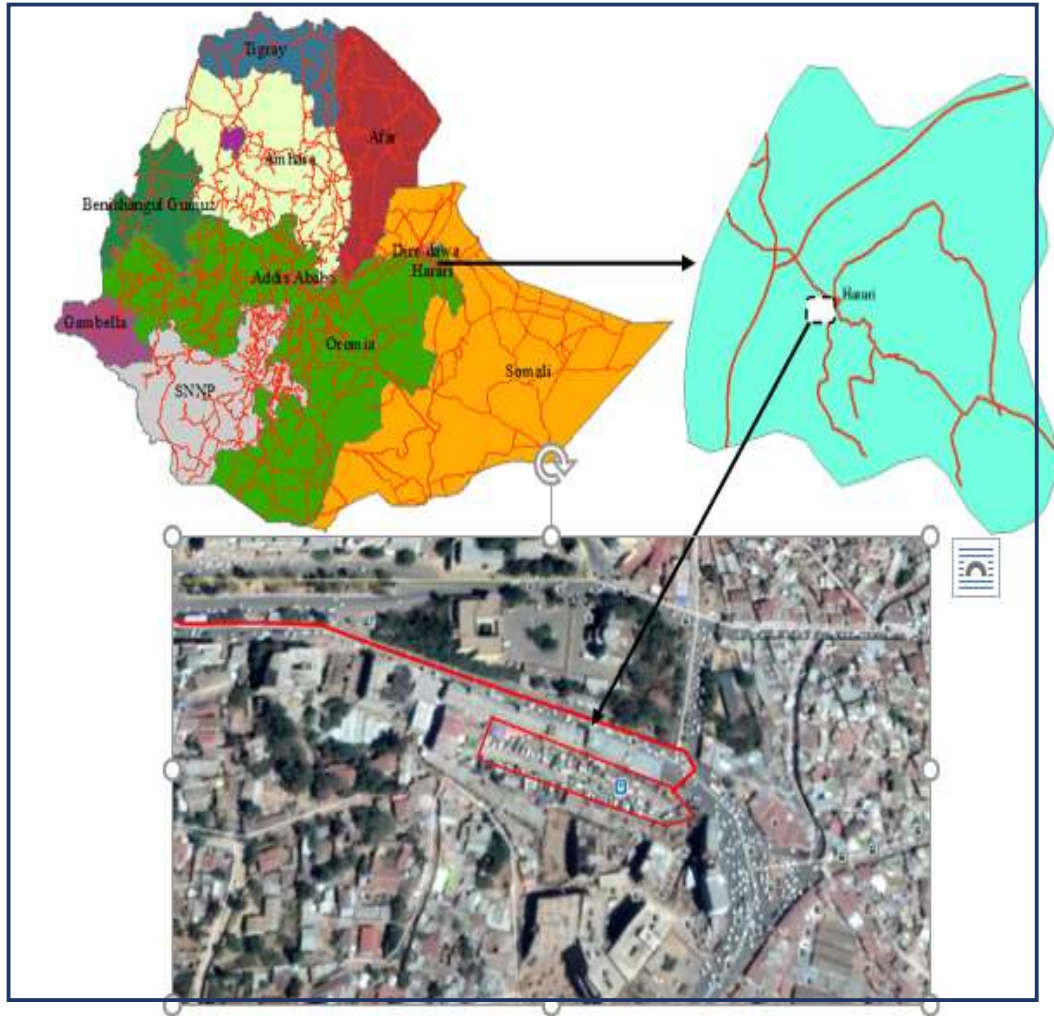 Tigray
Afar
Amhara
Benishangul Gumuz
Dire dawa
Harari
Addis Ababa
Gambella
Oromia
Somali
SNNP
Harari